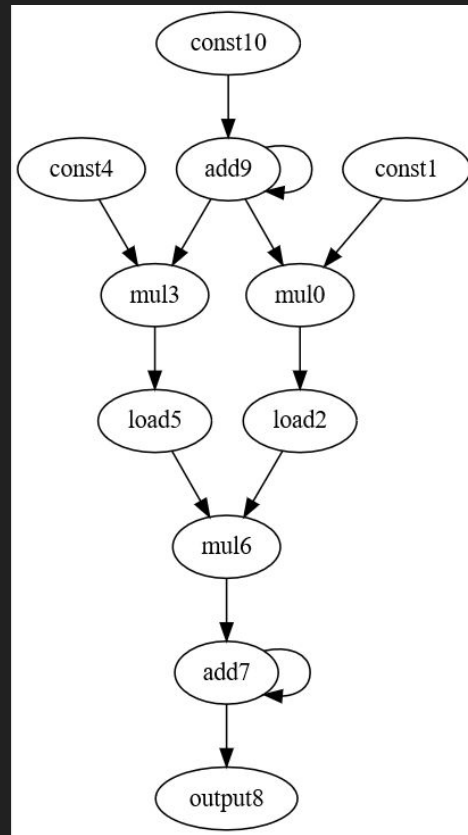 const10
const4
add9
const1
mul3
mul0
load5
load2
mul6
add7
output8